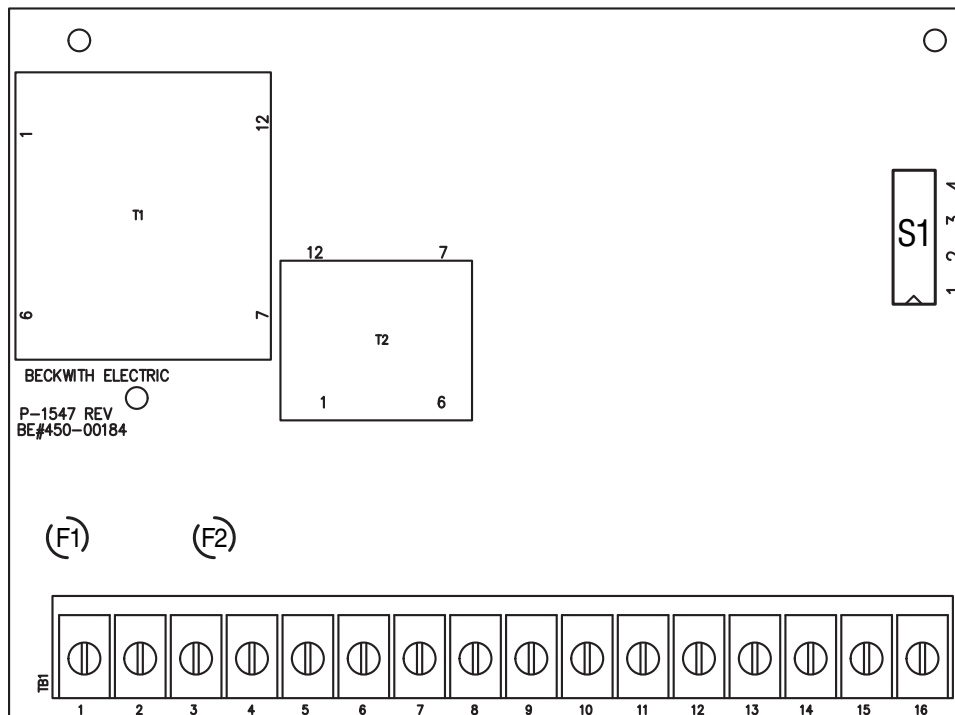 1
12
T1
6
7
12
7
T2
1
6
S1
4
3
2
1
BECKWITH ELECTRIC
P-1547 REV
BE#450-00184
F1
F2
TB1
1 2 3 4 5 6 7 8 9 10 11 12 13 14 15 16